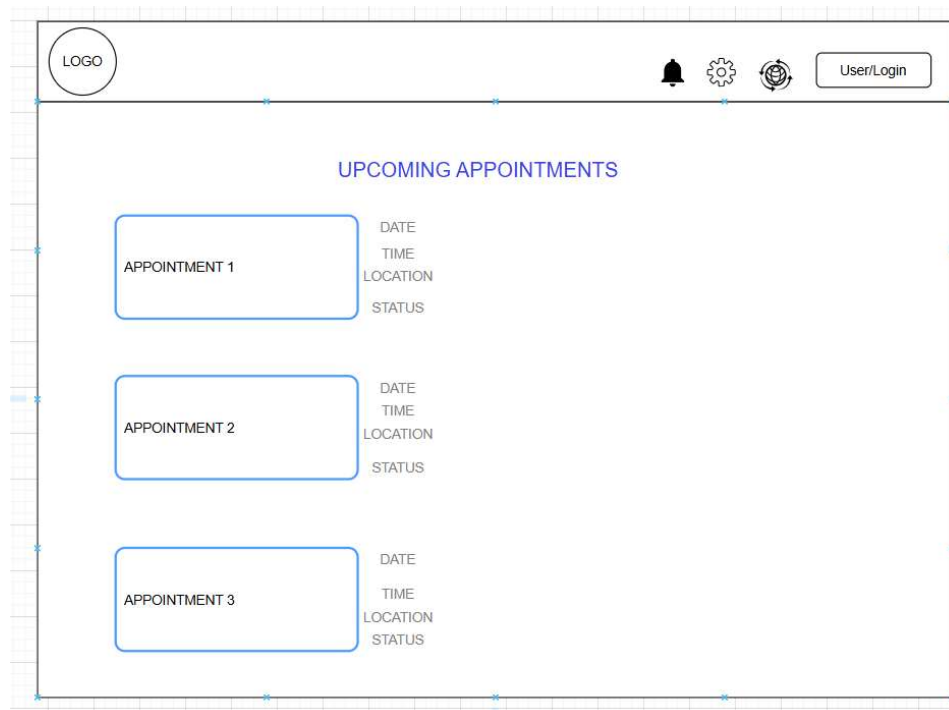 LOGO
User/Login
UPCOMING APPOINTMENTS
APPOINTMENT 1
DATE
TIME
LOCATION
STATUS
APPOINTMENT 2
DATE
TIME
LOCATION
STATUS
APPOINTMENT 3
DATE
TIME
LOCATION
STATUS